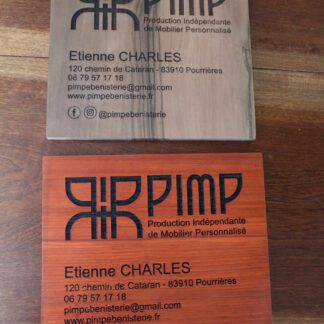 PIMP
Production Indépendante
de Mobilier Personnalisé
Etienne CHARLES
120 chemin de Cataran - 83910 Pourrières
06 79 57 17 18
pimpebenisterie@gmail.com
www.pimpebenisterie.fr
@pimpebenisterie
PIMP
Production Indépendante
de Mobilier Personnalisé
Etienne CHARLES
120 chemin de Cataran - 83910 Pourrières
06 79 57 17 18
pimpebenisterie@gmail.com
www.pimpebenisterie.fr